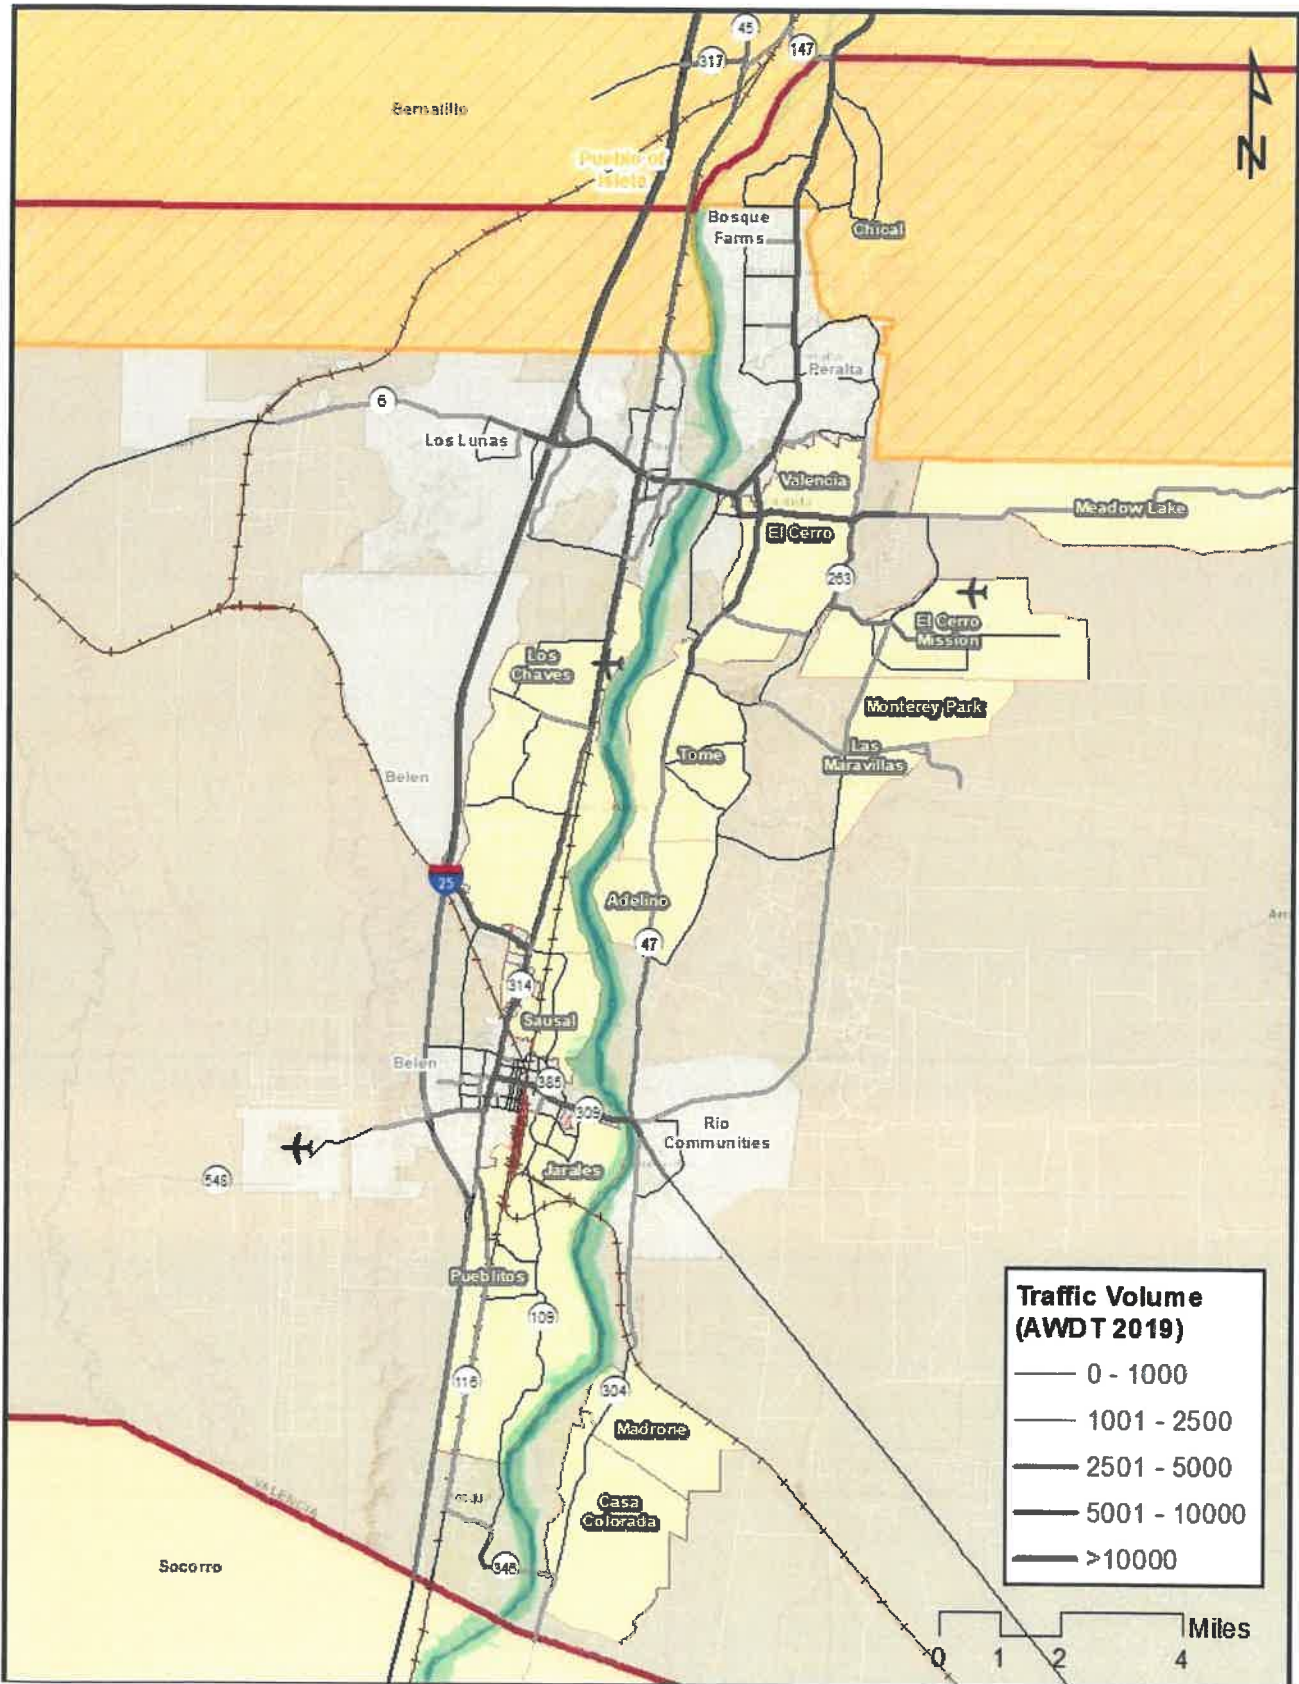 45
147
317
Bernalillo
Pueblo of
Isleta
N
Bosque
Farms
Chical
Peralta
6
Los Lunas
Valencia
Meadow Lake
El Cerro
263
El Cerro
Mission
Los
Chaves
Monterey Park
Tome
Las
Maravillas
Belen
25
Adelino
47
314
Sausal
Belen
309
Rio
Communities
Jarales
548
Pueblitos
109
116
304
Madrone
Casa
Colorada
VALENCIA
Socorro
346
Traffic Volume
(AWDT 2019)
0 - 1000
1001 - 2500
2501 - 5000
5001 - 10000
>10000
Miles
0 1 2 4